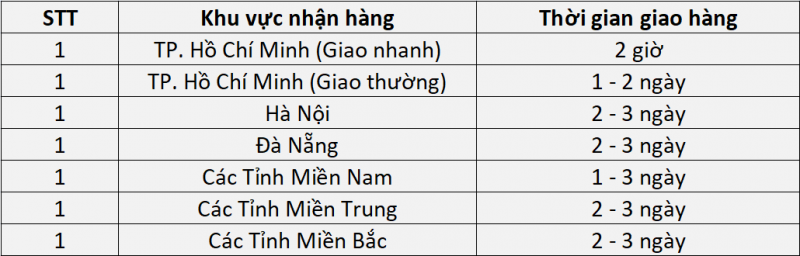 STT Khu vực nhận hàng Thời gian giao hàng
1 TP. Hồ Chí Minh (Giao nhanh) 2 giờ
1 TP. Hồ Chí Minh (Giao thường) 1 - 2 ngày
1 Hà Nội 2 - 3 ngày
1 Đà Nẵng 2 - 3 ngày
1 Các Tỉnh Miền Nam 1 - 3 ngày
1 Các Tỉnh Miền Trung 2 - 3 ngày
1 Các Tỉnh Miền Bắc 2 - 3 ngày